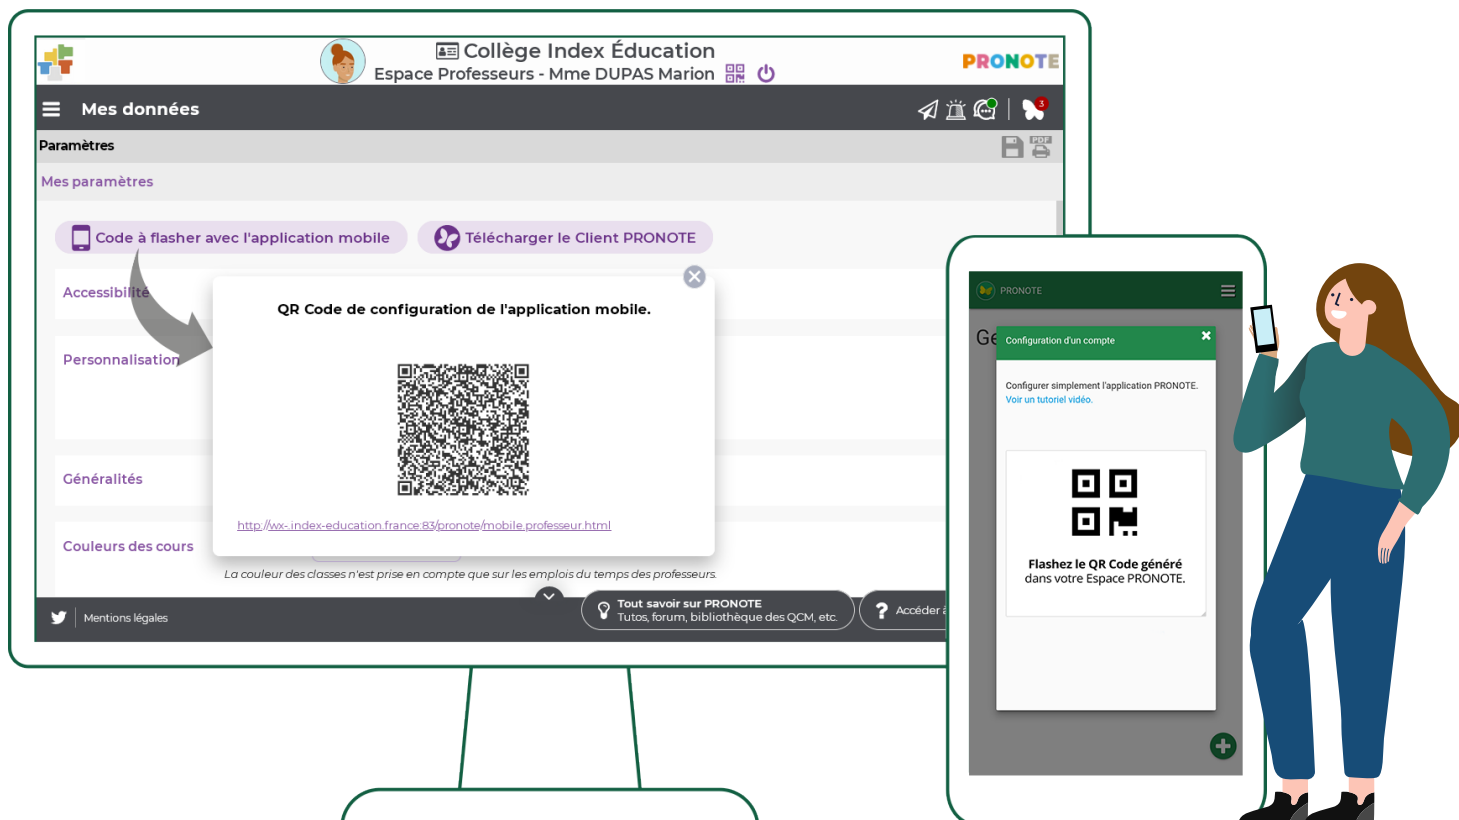 Collège Index Éducation
Espace Professeurs - Mme DUPAS Marion
PRONOTE
Mes données
3
Paramètres
PDF
Mes paramètres
Code à flasher avec l'application mobile
Télécharger le Client PRONOTE
Accessibilité
QR Code de configuration de l'application mobile.
Personnalisation
Généralités
http://wx-.index-education.france:83/pronote/mobile.professeur.html
Couleurs des cours
La couleur des classes n'est prise en compte que sur les emplois du temps des professeurs.
Mentions légales
Tout savoir sur PRONOTE
Tutos, forum, bibliothèque des QCM, etc.
? Accéder à
PRONOTE
Ge
Configuration d'un compte
Configurer simplement l'application PRONOTE.
Voir un tutoriel vidéo.
Flashez le QR Code généré
dans votre Espace PRONOTE.